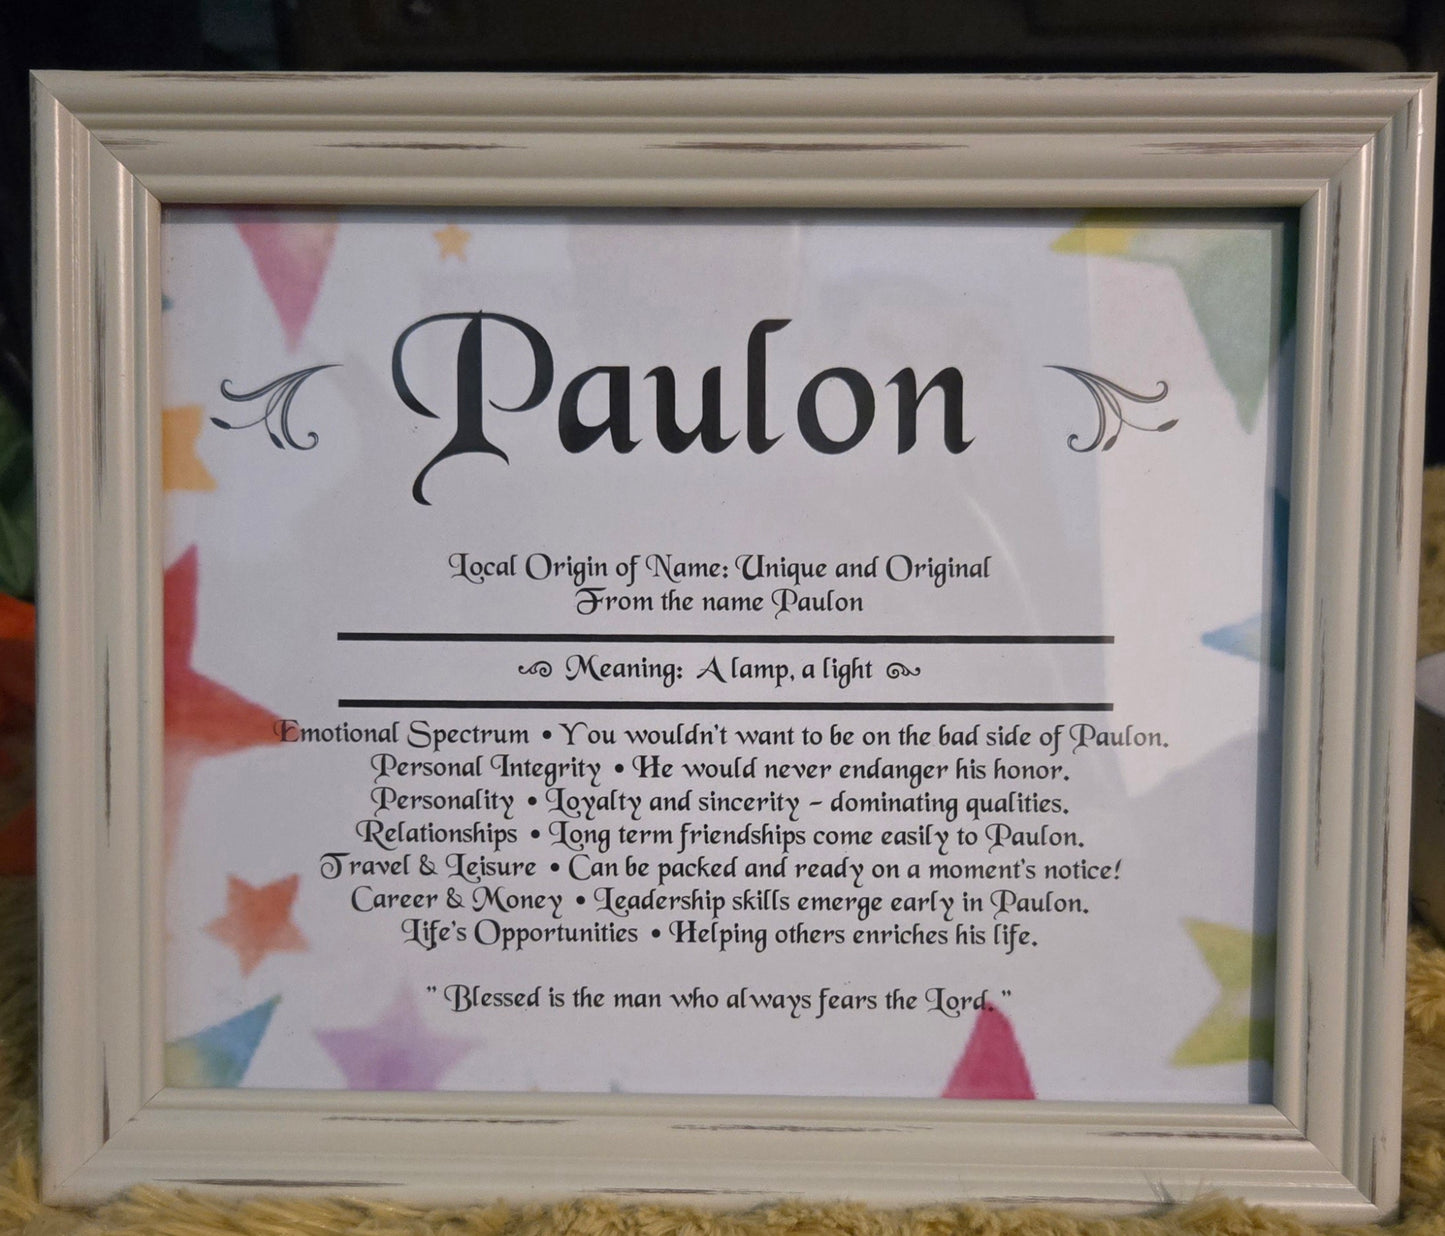 Paulon
Local Origin of Name: Unique and Original
From the name Paulon
Meaning: A lamp, a light
Emotional Spectrum • You wouldn't want to be on the bad side of Paulon.
Personal Integrity • He would never endanger his honor.
Personality • Loyalty and sincerity - dominating qualities.
Relationships • Long term friendships come easily to Paulon.
Travel & Leisure • Can be packed and ready on a moment's notice!
Career & Money • Leadership skills emerge early in Paulon.
Life's Opportunities • Helping others enriches his life.
" Blessed is the man who always fears the Lord. "